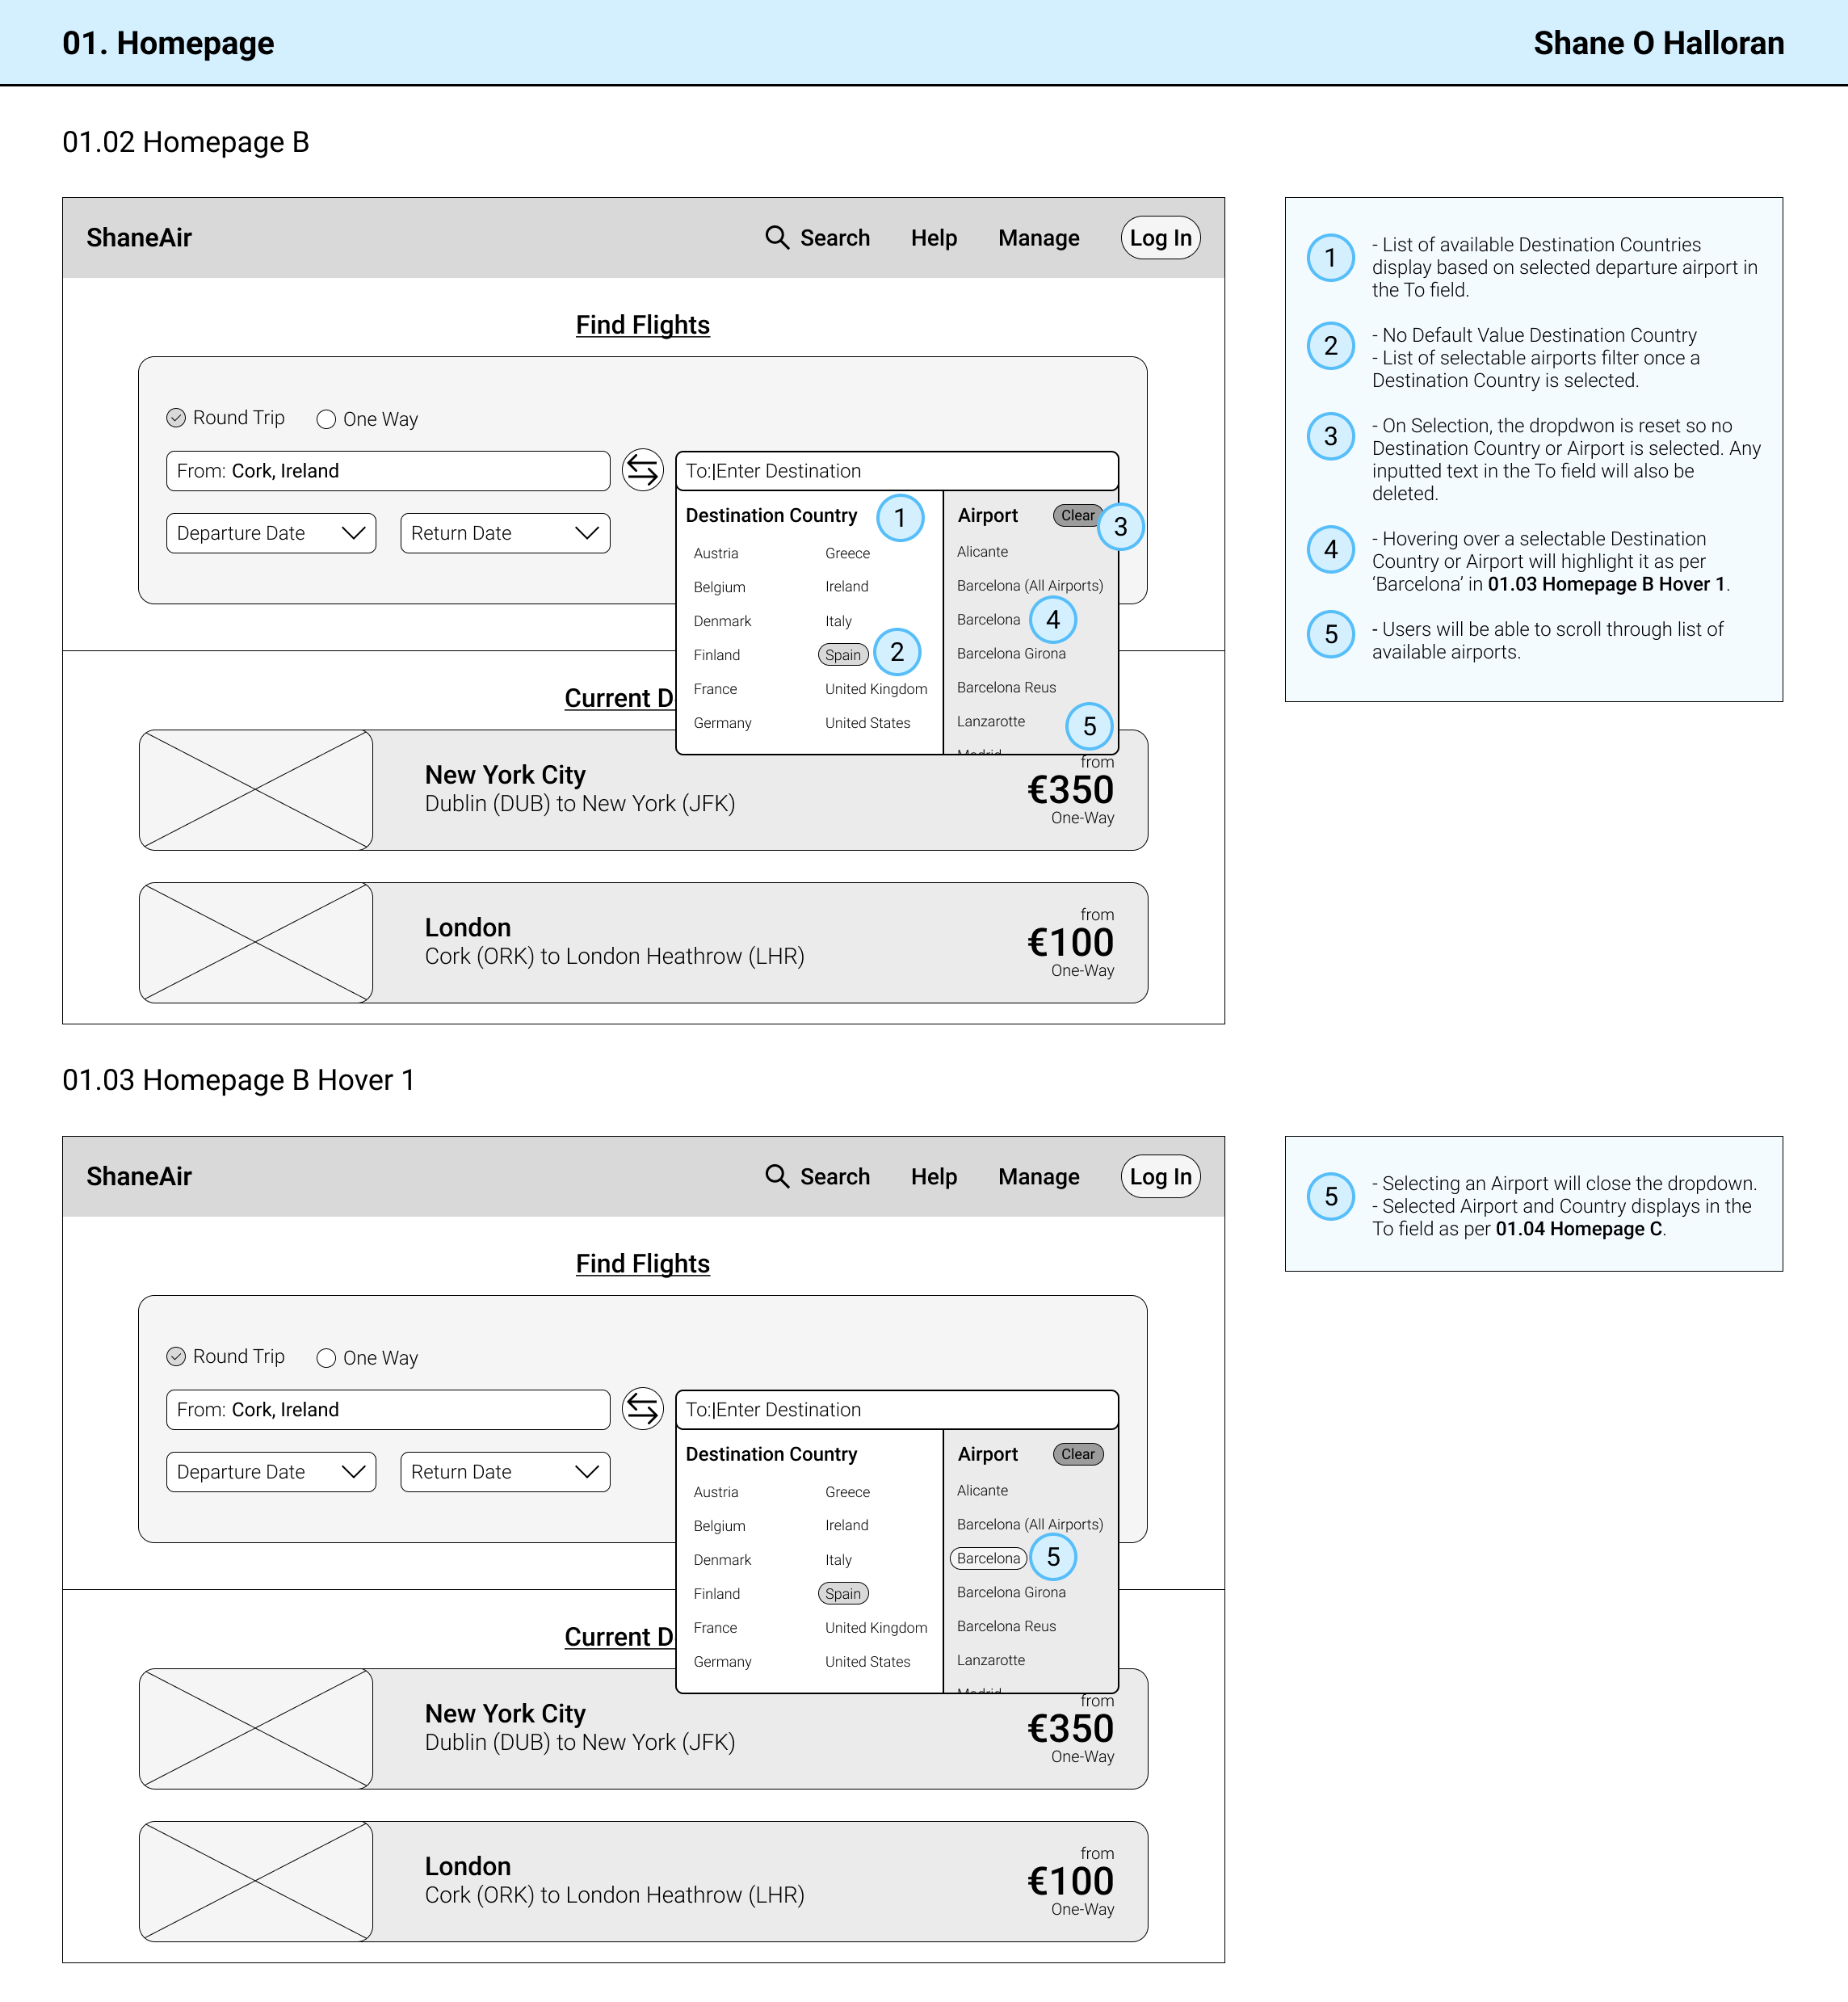 01. Homepage
Shane O Halloran
01.02 Homepage B
ShaneAir
Search
Help
Manage
Log In
Find Flights
Round Trip
One Way
From: Cork, Ireland
To:|Enter Destination
Departure Date
Return Date
Destination Country
1
Airport
Clear
3
Austria
Greece
Alicante
Belgium
Ireland
Barcelona (All Airports)
Denmark
Italy
Barcelona
4
Finland
Spain
2
Barcelona Girona
France
United Kingdom
Barcelona Reus
Germany
United States
Lanzarotte
5
Madrid
Current D
New York City
Dublin (DUB) to New York (JFK)
from
€350
One-Way
London
Cork (ORK) to London Heathrow (LHR)
from
€100
One-Way
1
- List of available Destination Countries
display based on selected departure airport in
the To field.
2
- No Default Value Destination Country
- List of selectable airports filter once a
Destination Country is selected.
3
- On Selection, the dropdwon is reset so no
Destination Country or Airport is selected. Any
inputted text in the To field will also be
deleted.
4
- Hovering over a selectable Destination
Country or Airport will highlight it as per
‘Barcelona’ in 01.03 Homepage B Hover 1.
5
- Users will be able to scroll through list of
available airports.
01.03 Homepage B Hover 1
ShaneAir
Search
Help
Manage
Log In
Find Flights
Round Trip
One Way
From: Cork, Ireland
To:|Enter Destination
Departure Date
Return Date
Destination Country
Airport
Clear
Austria
Greece
Alicante
Belgium
Ireland
Barcelona (All Airports)
Denmark
Italy
Barcelona
5
Finland
Spain
Barcelona Girona
France
United Kingdom
Barcelona Reus
Germany
United States
Lanzarotte
Madrid
Current D
New York City
Dublin (DUB) to New York (JFK)
from
€350
One-Way
London
Cork (ORK) to London Heathrow (LHR)
from
€100
One-Way
5
- Selecting an Airport will close the dropdown.
- Selected Airport and Country displays in the
To field as per 01.04 Homepage C.